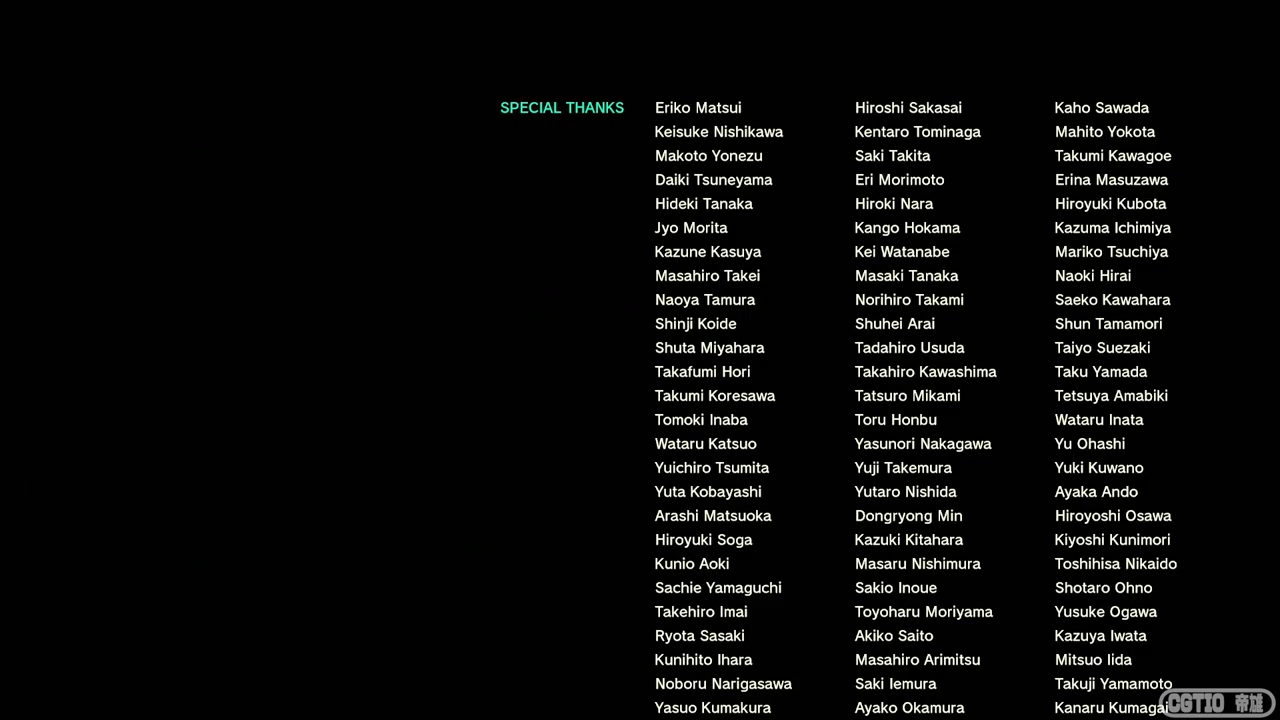 SPECIAL THANKS Eriko Matsui Hiroshi Sakasai Kaho Sawada
Keisuke Nishikawa Kentaro Tominaga Mahito Yokota
Makoto Yonezu Saki Takita Takumi Kawagoe
Daiki Tsuneyama Eri Morimoto Erina Masuzawa
Hideki Tanaka Hiroki Nara Hiroyuki Kubota
Jyo Morita Kango Hokama Kazuma Ichimiya
Kazune Kasuya Kei Watanabe Mariko Tsuchiya
Masahiro Takei Masaki Tanaka Naoki Hirai
Naoya Tamura Norihiro Takami Saeko Kawahara
Shinji Koide Shuhei Arai Shun Tamamori
Shuta Miyahara Tadahiro Usuda Taiyo Suezaki
Takafumi Hori Takahiro Kawashima Taku Yamada
Takumi Koresawa Tatsuro Mikami Tetsuya Amabiki
Tomoki Inaba Toru Honbu Wataru Inata
Wataru Katsuo Yasunori Nakagawa Yu Ohashi
Yuichiro Tsumita Yuji Takemura Yuki Kuwano
Yuta Kobayashi Yutaro Nishida Ayaka Ando
Arashi Matsuoka Dongryong Min Hiroyoshi Osawa
Hiroyuki Soga Kazuki Kitahara Kiyoshi Kunimori
Kunio Aoki Masaru Nishimura Toshihisa Nikaido
Sachie Yamaguchi Sakio Inoue Shotaro Ohno
Takehiro Imai Toyoharu Moriyama Yusuke Ogawa
Ryota Sasaki Akiko Saito Kazuya Iwata
Kunihito Ihara Masahiro Arimitsu Mitsuo Iida
Noboru Narigasawa Saki Iemura Takuji Yamamoto
Yasuo Kumakura Ayako Okamura Kanaru Kumagai
CGTIO 帝雄